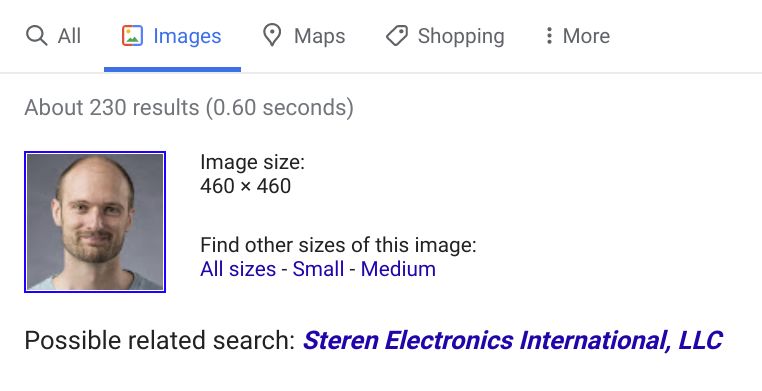 All Images Maps Shopping More
About 230 results (0.60 seconds)
Image size:
460 × 460
Find other sizes of this image:
All sizes - Small - Medium
Possible related search: Steren Electronics International, LLC